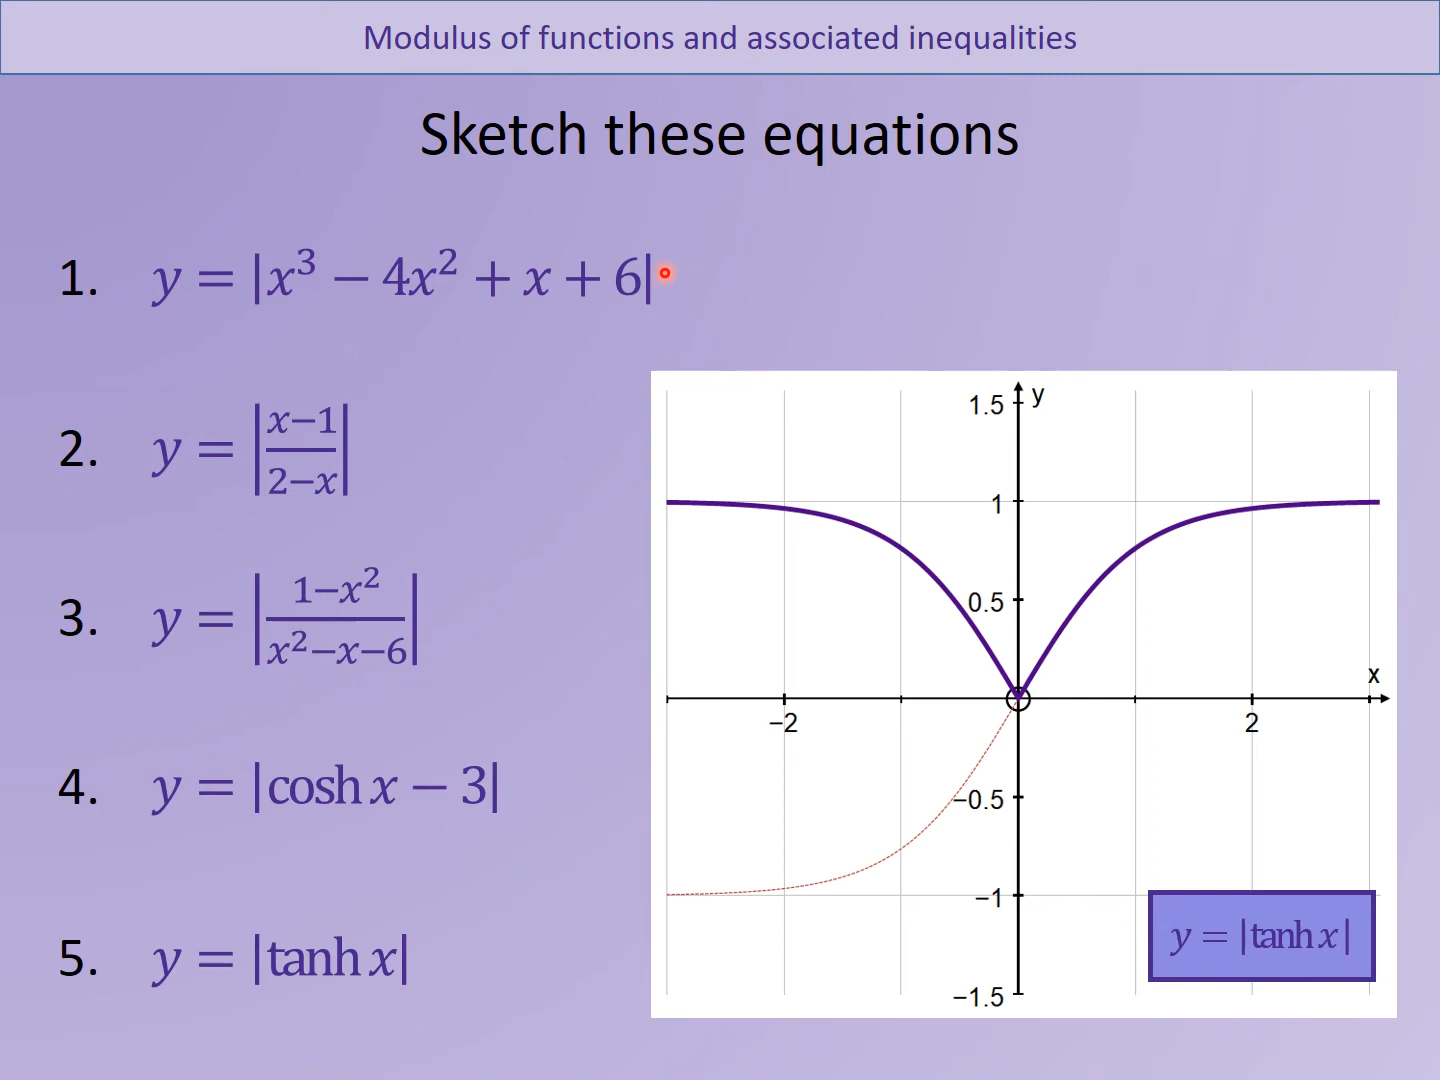 Modulus of functions and associated inequalities
Sketch these equations
1. y = |x³ − 4x² + x + 6|
2. y = |(x−1)/(2−x)|
3. y = |(1−x²)/(x²−x−6)|
4. y = |cosh x − 3|
5. y = |tanh x|
y
1.5
1
0.5
x
−2
2
−0.5
−1
y = |tanh x|
−1.5